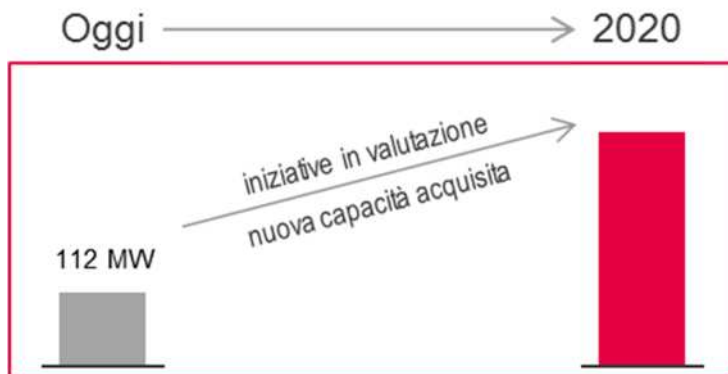 Oggi 2020
iniziative in valutazione
nuova capacità acquisita
112 MW